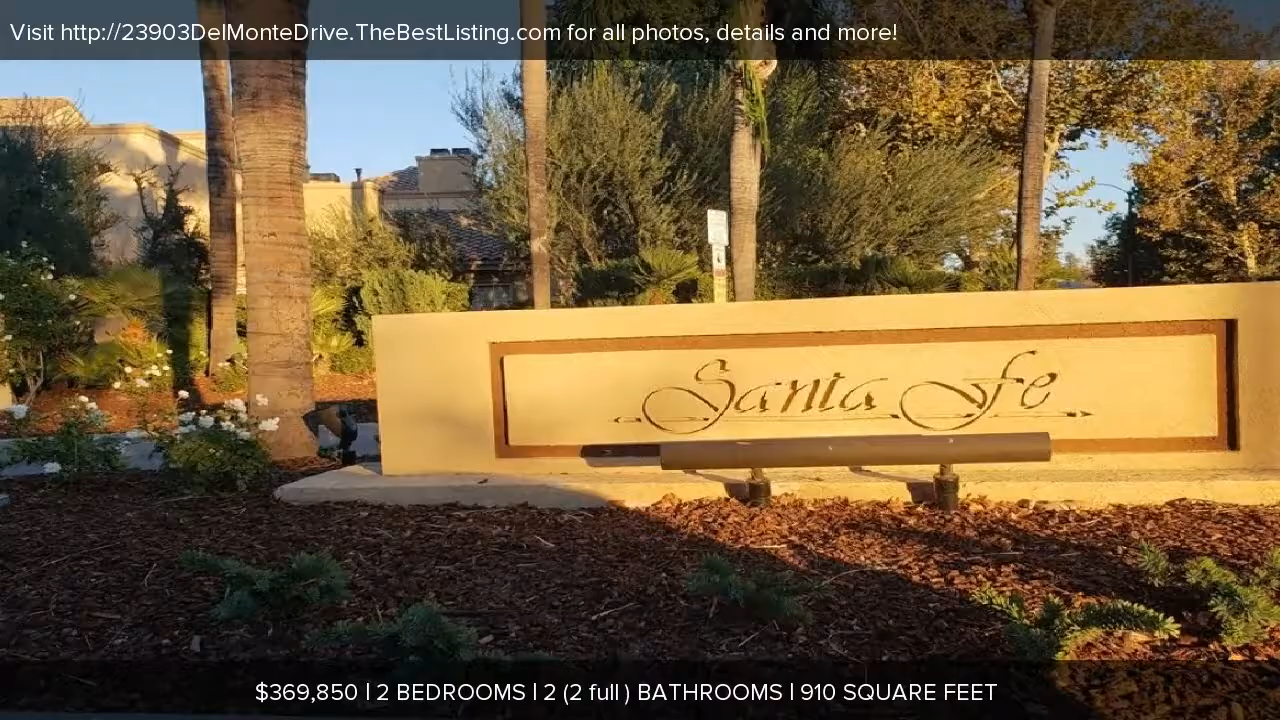 Visit http://23903DelMonteDrive.TheBestListing.com for all photos, details and more!
Santa Fe
$369,850 | 2 BEDROOMS | 2 (2 full ) BATHROOMS | 910 SQUARE FEET